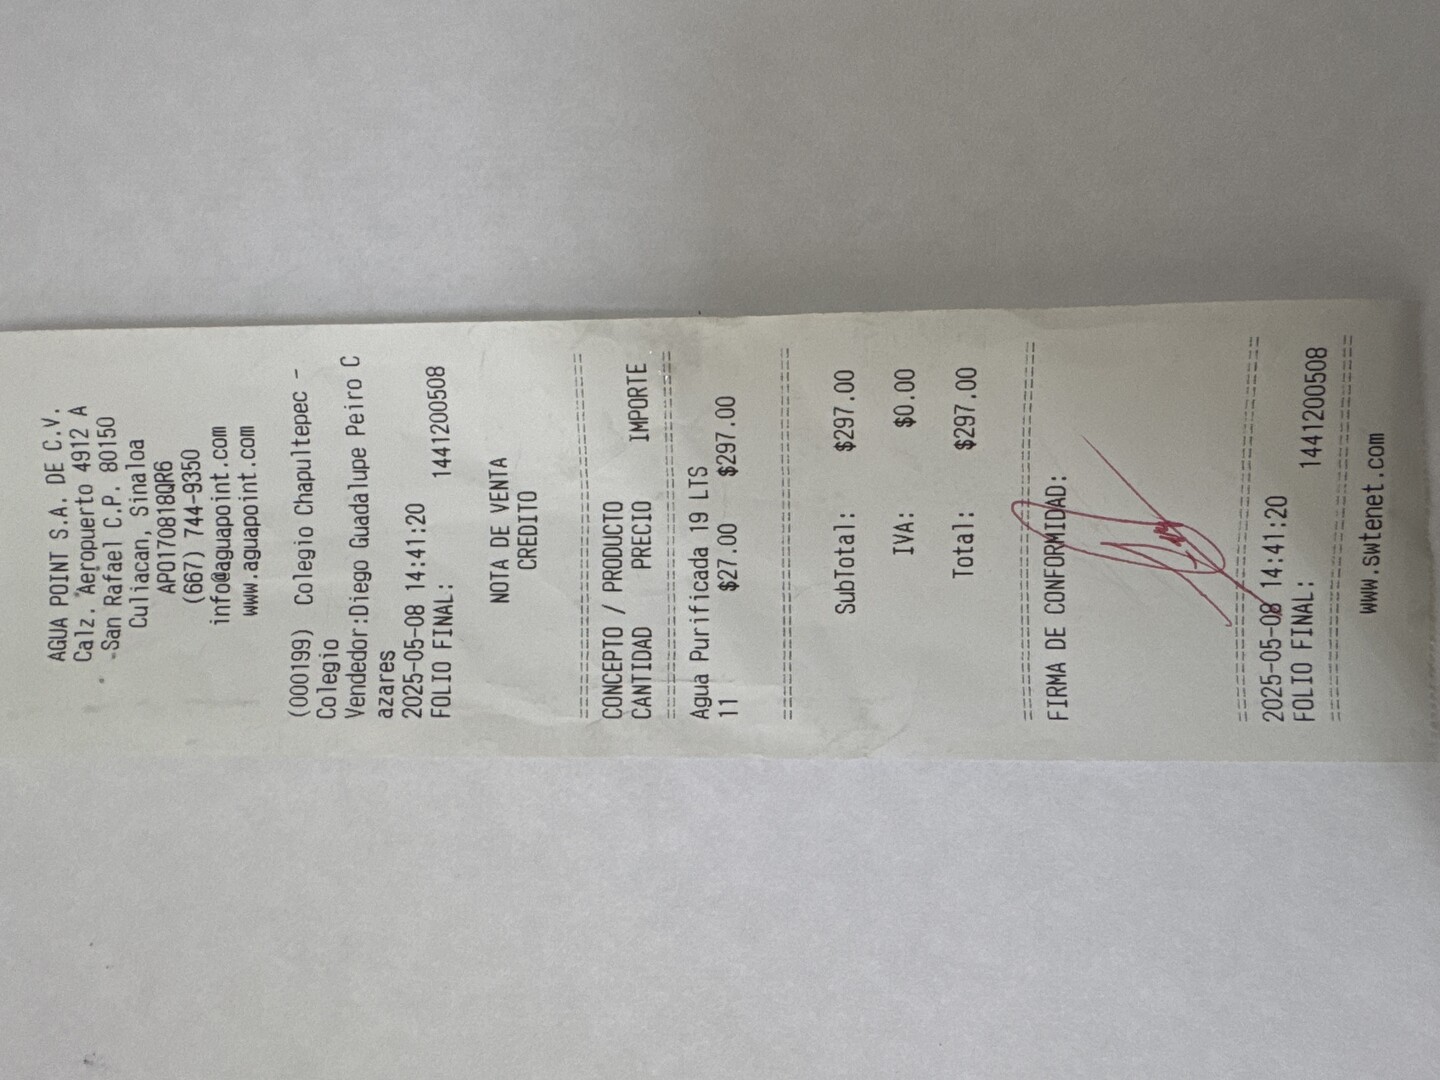 AGUA POINT S.A. DE C.V.
Calz. Aeropuerto 4912 A
San Rafael C.P. 80150
Culiacan, Sinaloa
APO170818QR6
(667) 744-9350
info@aguapoint.com
www.aguapoint.com
(000199) Colegio Chapultepec -
Colegio
Vendedor:Diego Guadalupe Peiro C
azares
2025-05-08 14:41:20
FOLIO FINAL: 1441200508
NOTA DE VENTA
CREDITO
================================
CONCEPTO / PRODUCTO
CANTIDAD PRECIO IMPORTE
================================
Agua Purificada 19 LTS
11 $27.00 $297.00
================================
SubTotal: $297.00
IVA: $0.00
Total: $297.00
================================
FIRMA DE CONFORMIDAD:
================================
2025-05-08 14:41:20
FOLIO FINAL: 1441200508
================================
www.swtenet.com